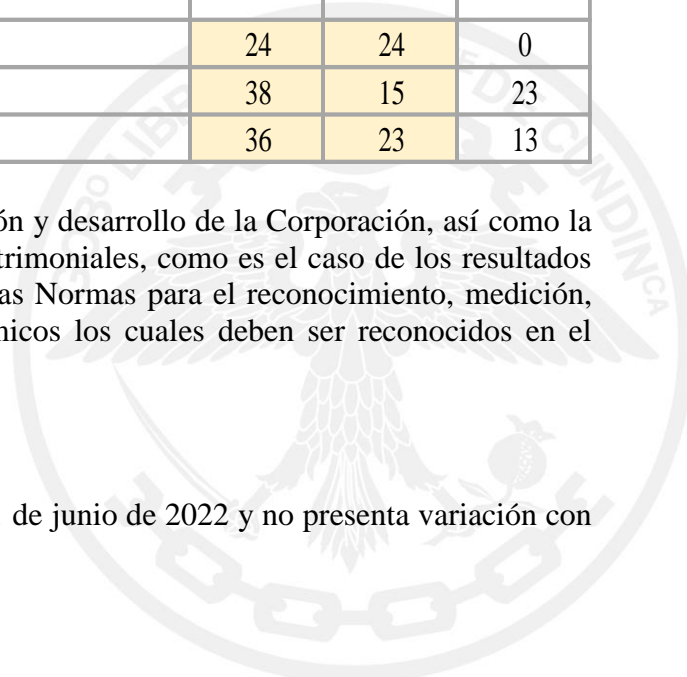 24 24 0
38 15 23
36 23 13
ón y desarrollo de la Corporación, así como la
trimoniales, como es el caso de los resultados
as Normas para el reconocimiento, medición,
nicos los cuales deben ser reconocidos en el
de junio de 2022 y no presenta variación con